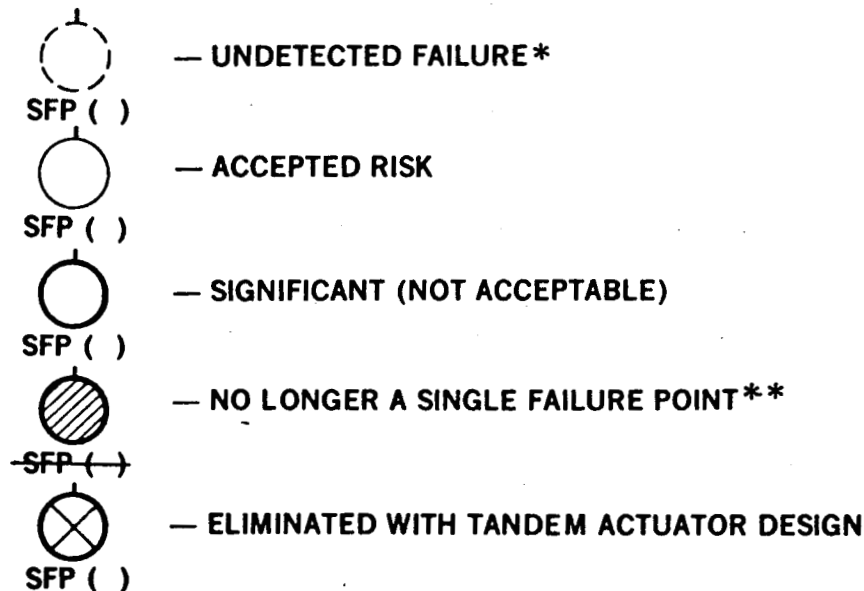 — UNDETECTED FAILURE*
SFP ( )
— ACCEPTED RISK
SFP ( )
— SIGNIFICANT (NOT ACCEPTABLE)
SFP ( )
— NO LONGER A SINGLE FAILURE POINT**
SFP ( )
— ELIMINATED WITH TANDEM ACTUATOR DESIGN
SFP ( )